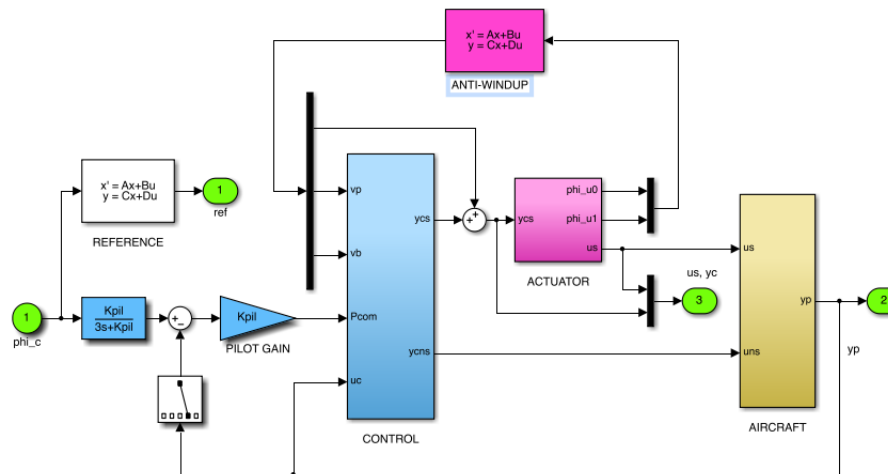 x' = Ax+Bu
y = Cx+Du
ANTI-WINDUP
x' = Ax+Bu
y = Cx+Du
REFERENCE
1
ref
vp
vb
Pcom
uc
ycs
ycns
CONTROL
+
+
ycs
phi_u0
phi_u1
us
ACTUATOR
us, yc
3
us
uns
yp
AIRCRAFT
2
yp
1
phi_c
Kpil
3s+Kpil
+
−
Kpil
PILOT GAIN